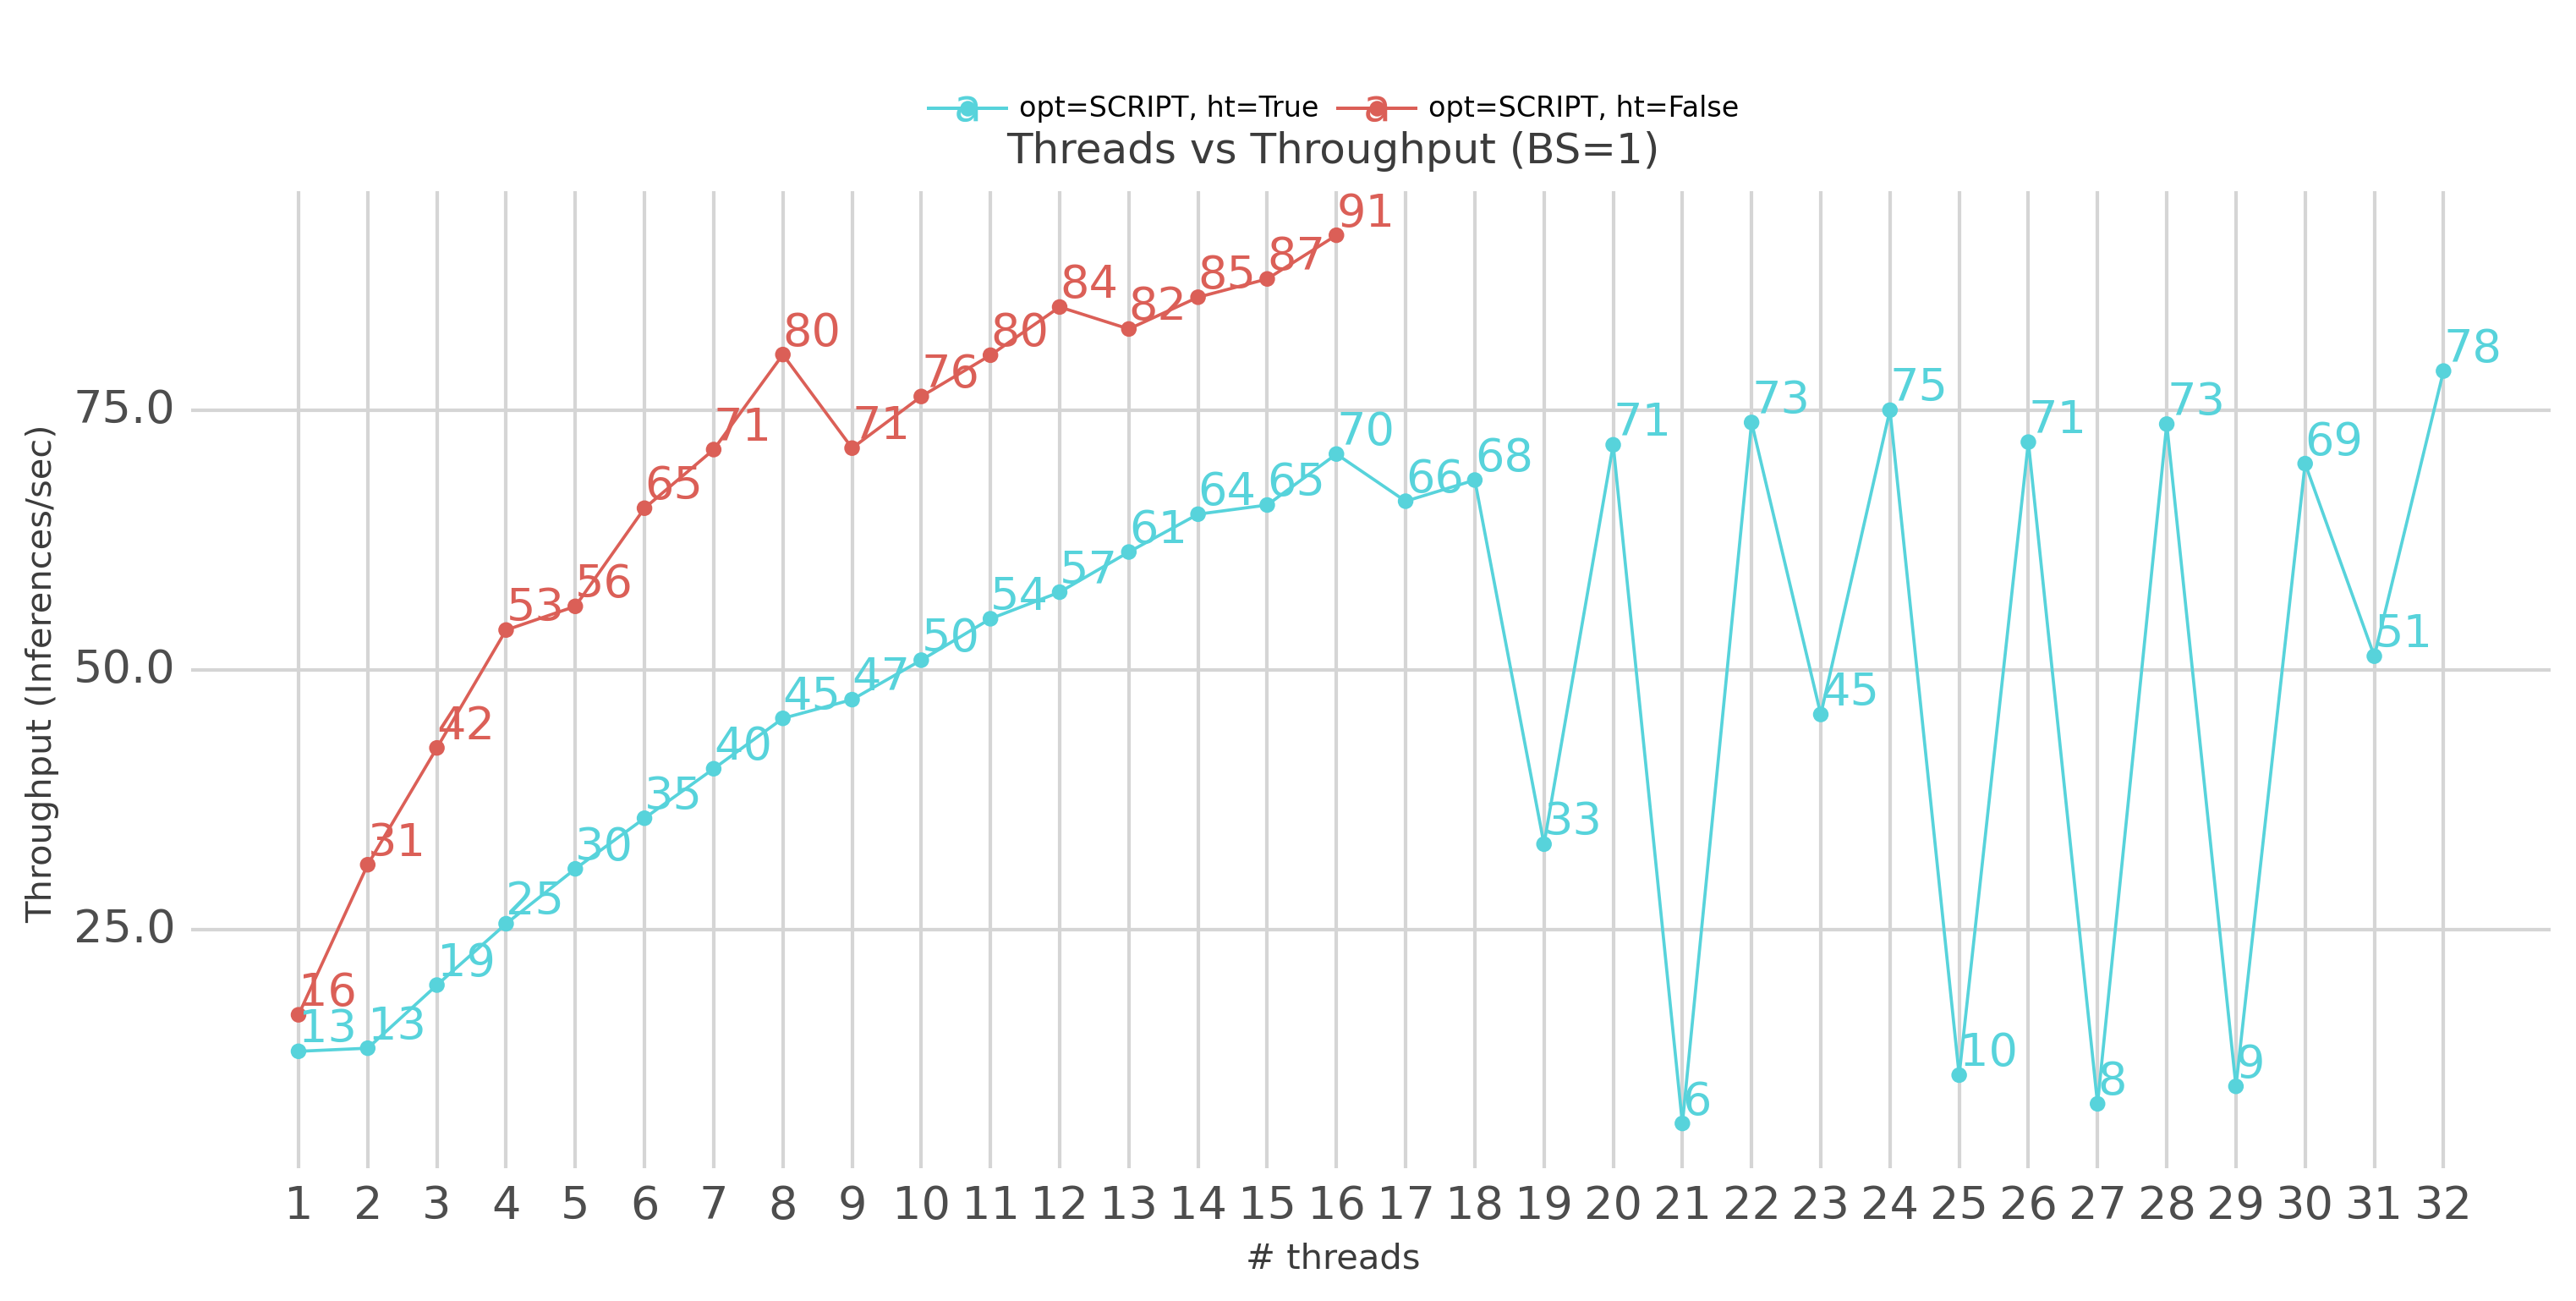 a opt=SCRIPT, ht=True a opt=SCRIPT, ht=False
Threads vs Throughput (BS=1)
Throughput (Inferences/sec)
75.0
50.0
25.0
16 31 42 53 56 65 71 80 71 76 80 84 82 85 87 91
13 13 19 25 30 35 40 45 47 50 54 57 61 64 65 70 66 68 33 71 6 73 45 75 10 71 8 73 9 69 51 78
1 2 3 4 5 6 7 8 9 10 11 12 13 14 15 16 17 18 19 20 21 22 23 24 25 26 27 28 29 30 31 32
# threads